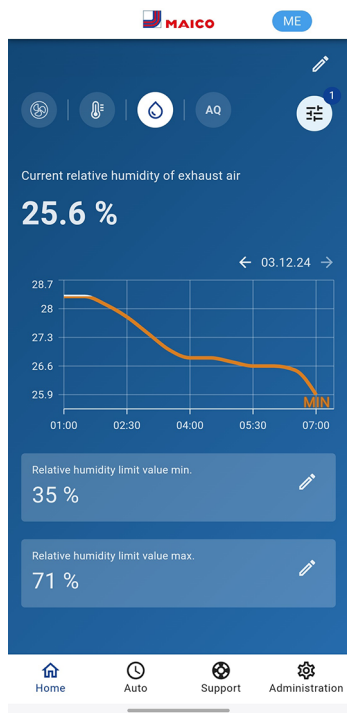 MAICO
ME
AQ
1
Current relative humidity of exhaust air
25.6 %
03.12.24
28.7
28
27.3
26.6
25.9
MIN
01:00 02:30 04:00 05:30 07:00
Relative humidity limit value min.
35 %
Relative humidity limit value max.
71 %
Home Auto Support Administration